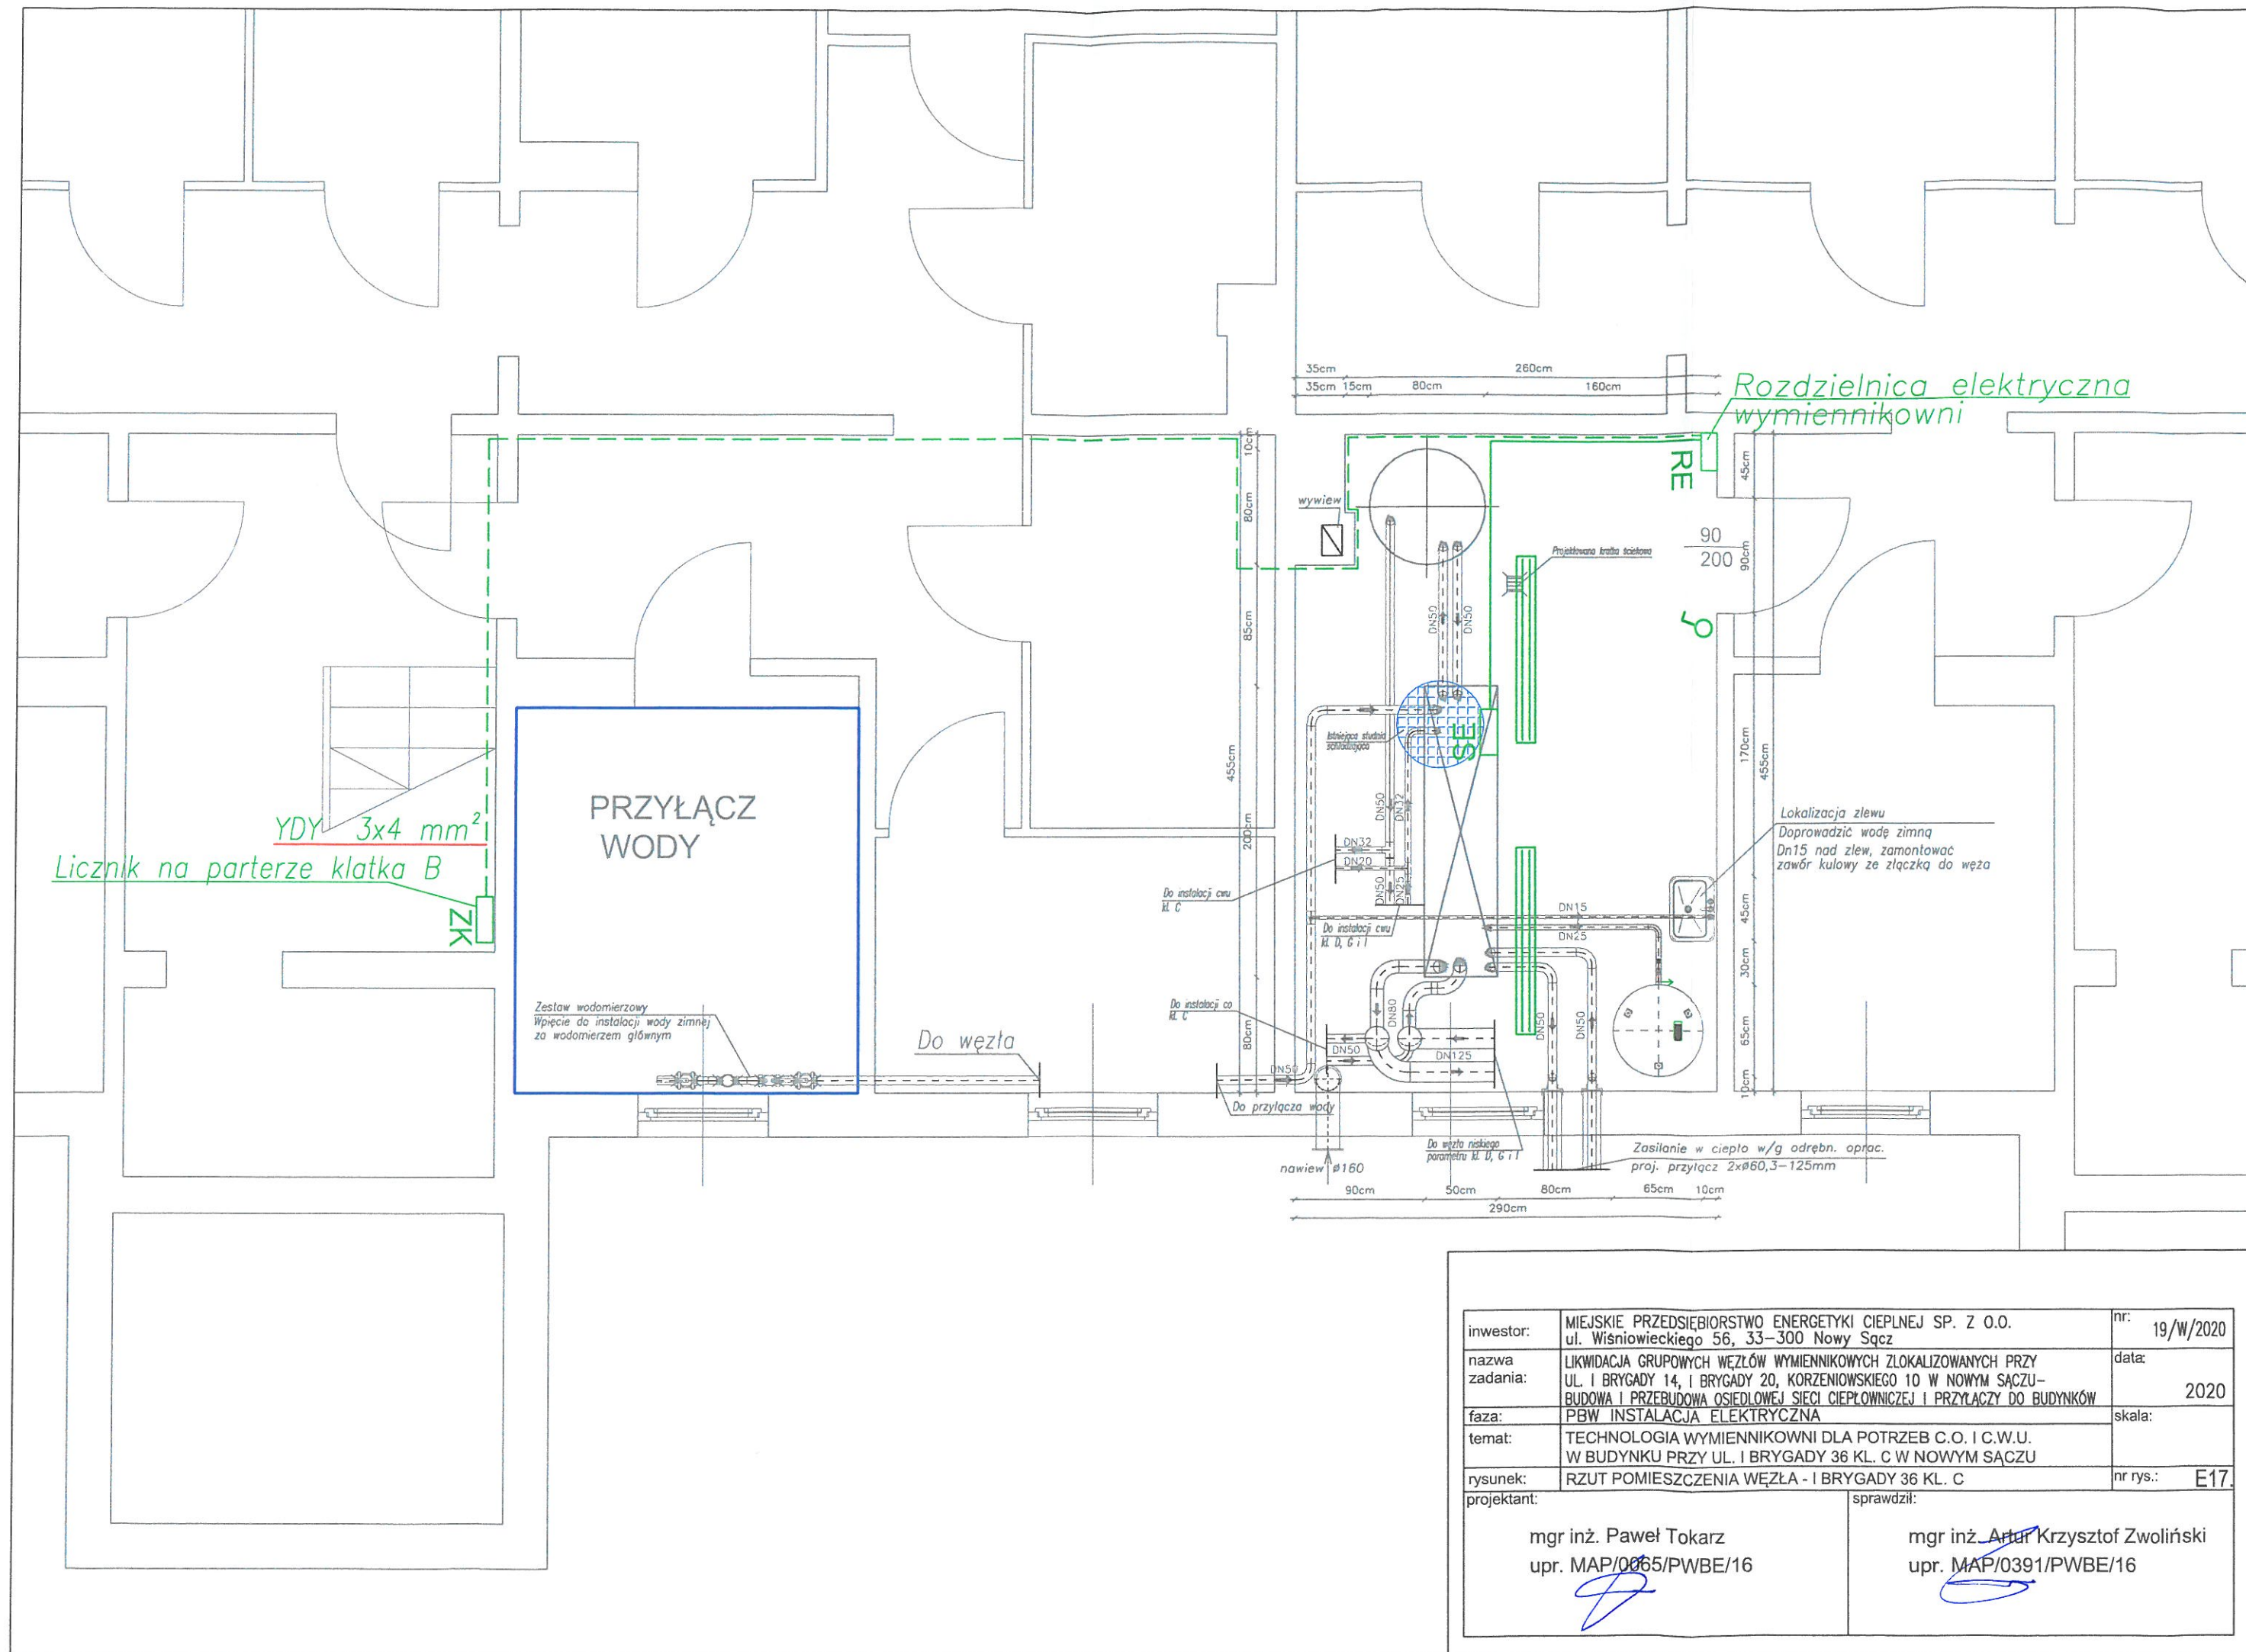 35cm
260cm
35cm 15cm 80cm 160cm
Rozdzielnica elektryczna
wymiennikowni
RE
10cm
80cm
85cm
455cm
200cm
80cm
45cm
90
200
90cm
170cm
455cm
45cm
30cm
65cm
10cm
wywiew
Projektowana kratka ściekowa
DN50
DN50
Istniejąca studnia
schładzająca
SE
PRZYŁĄCZ
WODY
YDY 3x4 mm²
Licznik na parterze klatka B
ZK
DN50
DN32
DN32
DN20
DN50
DN25
Do instalacji cwu
kl. C
Do instalacji cwu
kl. D, G i I
Lokalizacja zlewu
Doprowadzić wodę zimną
Dn15 nad zlew, zamontować
zawór kulowy ze złączką do węża
DN15
DN25
Zestaw wodomierzowy
Wpięcie do instalacji wody zimnej
za wodomierzem głównym
Do węzła
Do instalacji co
kl. C
DN80
DN50
DN125
DN50
DN50
DN50
Do przyłącza wody
nawiew ø160
Do węzła niskiego
parametru kl. D, G i I
Zasilanie w ciepło w/g odrębn. oprac.
proj. przyłącz 2xø60,3-125mm
90cm 50cm 80cm 65cm 10cm
290cm
inwestor: MIEJSKIE PRZEDSIĘBIORSTWO ENERGETYKI CIEPLNEJ SP. Z O.O. nr:
ul. Wiśniowieckiego 56, 33-300 Nowy Sącz 19/W/2020
nazwa LIKWIDACJA GRUPOWYCH WĘZŁÓW WYMIENNIKOWYCH ZLOKALIZOWANYCH PRZY data:
zadania: UL. I BRYGADY 14, I BRYGADY 20, KORZENIOWSKIEGO 10 W NOWYM SĄCZU-
BUDOWA I PRZEBUDOWA OSIEDLOWEJ SIECI CIEPŁOWNICZEJ I PRZYŁĄCZY DO BUDYNKÓW 2020
faza: PBW INSTALACJA ELEKTRYCZNA skala:
temat: TECHNOLOGIA WYMIENNIKOWNI DLA POTRZEB C.O. I C.W.U.
W BUDYNKU PRZY UL. I BRYGADY 36 KL. C W NOWYM SĄCZU
rysunek: RZUT POMIESZCZENIA WĘZŁA - I BRYGADY 36 KL. C nr rys.: E17.
projektant: sprawdził:
mgr inż. Paweł Tokarz mgr inż. Artur Krzysztof Zwoliński
upr. MAP/0065/PWBE/16 upr. MAP/0391/PWBE/16